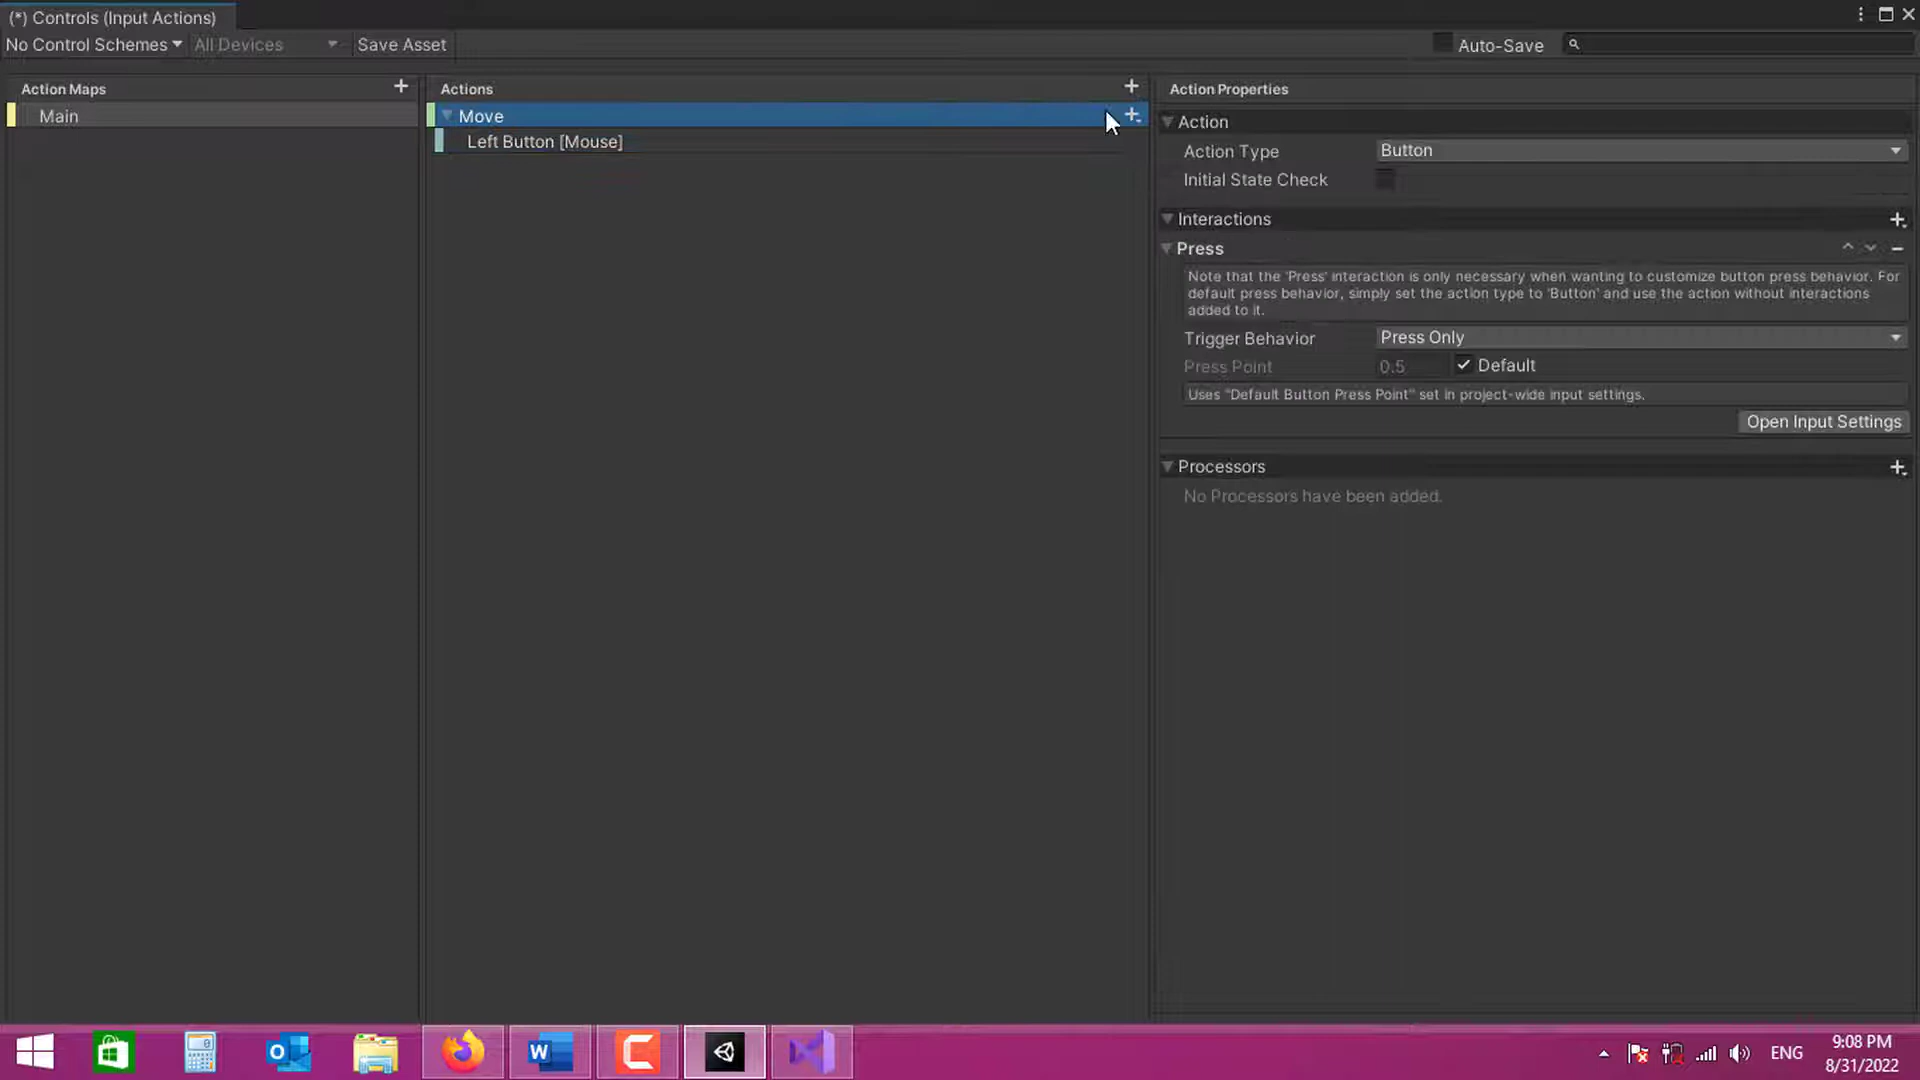 (*) Controls (Input Actions)
No Control Schemes
All Devices
Save Asset
Auto-Save
Action Maps
Actions
Action Properties
Main
Move
Left Button [Mouse]
Action
Action Type
Button
Initial State Check
Interactions
Press
Note that the 'Press' interaction is only necessary when wanting to customize button press behavior. For
default press behavior, simply set the action type to 'Button' and use the action without interactions
added to it.
Trigger Behavior
Press Only
Press Point
0.5
Default
Uses "Default Button Press Point" set in project-wide input settings.
Open Input Settings
Processors
No Processors have been added.
ENG
9:08 PM
8/31/2022